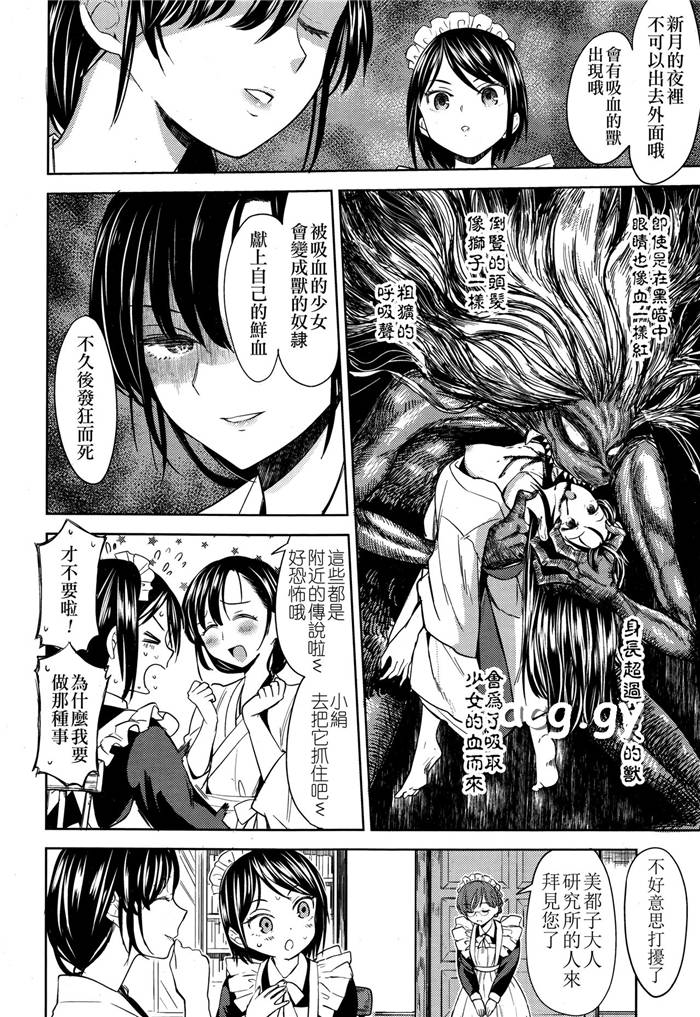 新月的夜裡
不可以出去外面哦
會有吸血的獸
出現哦
即使是在黑暗中
眼睛也像血一樣紅
倒豎的頭髮
像獅子一樣
粗獷的
呼吸聲
身長超過
人的獸
會為了吸取
少女的血而來
acg.gy
被吸血的少女
會變成獸的奴隸
獻上自己的鮮血
不久後發狂而死
這些都是
附近的傳說啦~
好恐怖哦
小絹
去把它抓住吧~
才不要啦!
為什麼我要
做那種事
不好意思打擾了
美都子大人
研究所的人來
拜見您了